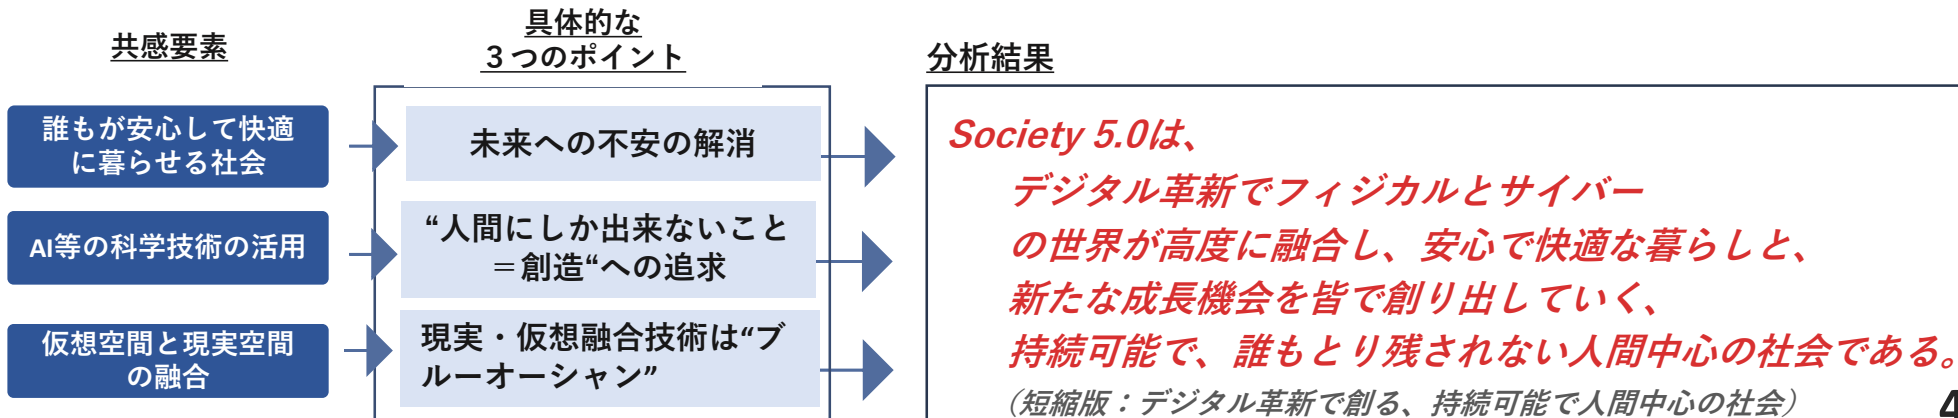 共感要素
具体的な
３つのポイント
分析結果
誰もが安心して快適
に暮らせる社会
未来への不安の解消
AI等の科学技術の活用
“人間にしか出来ないこと
＝創造“への追求
仮想空間と現実空間
の融合
現実・仮想融合技術は“ブ
ルーオーシャン”
Society 5.0は、
デジタル革新でフィジカルとサイバー
の世界が高度に融合し、安心で快適な暮らしと、
新たな成長機会を皆で創り出していく、
持続可能で、誰もとり残されない人間中心の社会である。
（短縮版：デジタル革新で創る、持続可能で人間中心の社会）